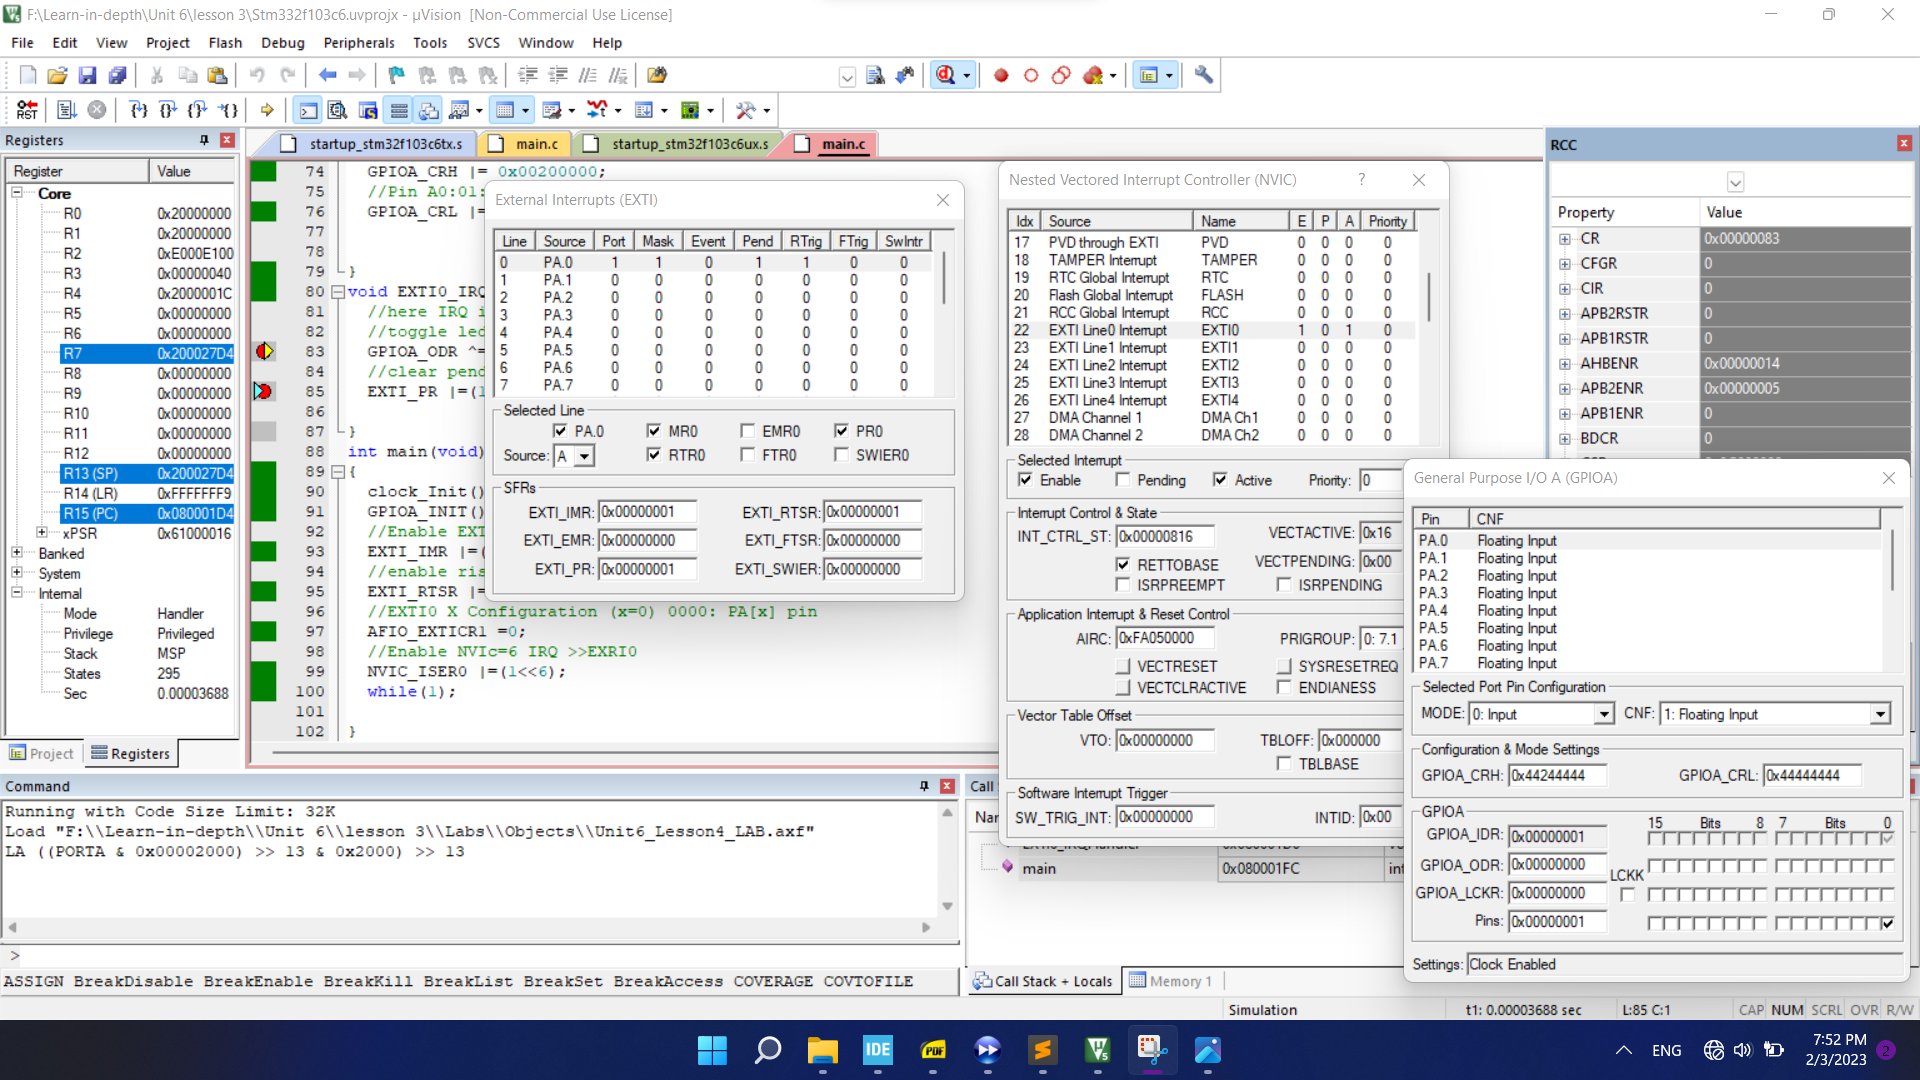 F:\Learn-in-depth\Unit 6\lesson 3\Stm332f103c6.uvprojx - µVision [Non-Commercial Use License]
File Edit View Project Flash Debug Peripherals Tools SVCS Window Help
RST
Registers
Register Value
Core
R0 0x20000000
R1 0x20000000
R2 0xE000E100
R3 0x00000040
R4 0x2000001C
R5 0x00000000
R6 0x00000000
R7 0x200027D4
R8 0x00000000
R9 0x00000000
R10 0x00000000
R11 0x00000000
R12 0x00000000
R13 (SP) 0x200027D4
R14 (LR) 0xFFFFFFF9
R15 (PC) 0x080001D4
xPSR 0x61000016
Banked
System
Internal
Mode Handler
Privilege Privileged
Stack MSP
States 295
Sec 0.00003688
Project Registers
startup_stm32f103c6tx.s main.c startup_stm32f103c6ux.s main.c
74 GPIOA_CRH |= 0x00200000;
75 //Pin A0:01:
76 GPIOA_CRL |=
77
78
79 }
80 void EXTI0_IRQ
81 //here IRQ i
82 //toggle led
83 GPIOA_ODR ^=
84 //clear pend
85 EXTI_PR |=(1
86
87 }
88 int main(void)
89 {
90 clock_Init()
91 GPIOA_INIT()
92 //Enable EXT
93 EXTI_IMR |=(
94 //enable ris
95 EXTI_RTSR |=
96 //EXTI0 X Configuration (x=0) 0000: PA[x] pin
97 AFIO_EXTICR1 =0;
98 //Enable NVIc=6 IRQ >>EXRI0
99 NVIC_ISER0 |=(1<<6);
100 while(1);
101
102 }
External Interrupts (EXTI)
Line Source Port Mask Event Pend RTrig FTrig SwIntr
0 PA.0 1 1 0 1 1 0 0
1 PA.1 0 0 0 0 0 0 0
2 PA.2 0 0 0 0 0 0 0
3 PA.3 0 0 0 0 0 0 0
4 PA.4 0 0 0 0 0 0 0
5 PA.5 0 0 0 0 0 0 0
6 PA.6 0 0 0 0 0 0 0
7 PA.7 0 0 0 0 0 0 0
Selected Line
PA.0 MR0 EMR0 PR0
Source: A RTR0 FTR0 SWIER0
SFRs
EXTI_IMR: 0x00000001 EXTI_RTSR: 0x00000001
EXTI_EMR: 0x00000000 EXTI_FTSR: 0x00000000
EXTI_PR: 0x00000001 EXTI_SWIER: 0x00000000
Nested Vectored Interrupt Controller (NVIC) ?
Idx Source Name E P A Priority
17 PVD through EXTI PVD 0 0 0 0
18 TAMPER Interrupt TAMPER 0 0 0 0
19 RTC Global Interrupt RTC 0 0 0 0
20 Flash Global Interrupt FLASH 0 0 0 0
21 RCC Global Interrupt RCC 0 0 0 0
22 EXTI Line0 Interrupt EXTI0 1 0 1 0
23 EXTI Line1 Interrupt EXTI1 0 0 0 0
24 EXTI Line2 Interrupt EXTI2 0 0 0 0
25 EXTI Line3 Interrupt EXTI3 0 0 0 0
26 EXTI Line4 Interrupt EXTI4 0 0 0 0
27 DMA Channel 1 DMA Ch1 0 0 0 0
28 DMA Channel 2 DMA Ch2 0 0 0 0
Selected Interrupt
Enable Pending Active Priority: 0
Interrupt Control & State
INT_CTRL_ST: 0x00000816 VECTACTIVE: 0x16
RETTOBASE VECTPENDING: 0x00
ISRPREEMPT ISRPENDING
Application Interrupt & Reset Control
AIRC: 0xFA050000 PRIGROUP: 0: 7.1
VECTRESET SYSRESETREQ
VECTCLRACTIVE ENDIANESS
Vector Table Offset
VTO: 0x00000000 TBLOFF: 0x000000
TBLBASE
Software Interrupt Trigger
SW_TRIG_INT: 0x00000000 INTID: 0x00
RCC
Property Value
CR 0x00000083
CFGR 0
CIR 0
APB2RSTR 0
APB1RSTR 0
AHBENR 0x00000014
APB2ENR 0x00000005
APB1ENR 0
BDCR 0
General Purpose I/O A (GPIOA)
Pin CNF
PA.0 Floating Input
PA.1 Floating Input
PA.2 Floating Input
PA.3 Floating Input
PA.4 Floating Input
PA.5 Floating Input
PA.6 Floating Input
PA.7 Floating Input
Selected Port Pin Configuration
MODE: 0: Input CNF: 1: Floating Input
Configuration & Mode Settings
GPIOA_CRH: 0x44244444 GPIOA_CRL: 0x44444444
GPIOA
15 Bits 8 7 Bits 0
GPIOA_IDR: 0x00000001
GPIOA_ODR: 0x00000000
LCKK
GPIOA_LCKR: 0x00000000
Pins: 0x00000001
Settings: Clock Enabled
Command
Running with Code Size Limit: 32K
Load "F:\\Learn-in-depth\\Unit 6\\lesson 3\\Labs\\Objects\\Unit6_Lesson4_LAB.axf"
LA ((PORTA & 0x00002000) >> 13 & 0x2000) >> 13
>
ASSIGN BreakDisable BreakEnable BreakKill BreakList BreakSet BreakAccess COVERAGE COVTOFILE
Call
Nar
main 0x080001FC int
Call Stack + Locals Memory 1
Simulation t1: 0.00003688 sec L:85 C:1 CAP NUM SCRL OVR R/W
IDE PDF
ENG 7:52 PM
2/3/2023 2